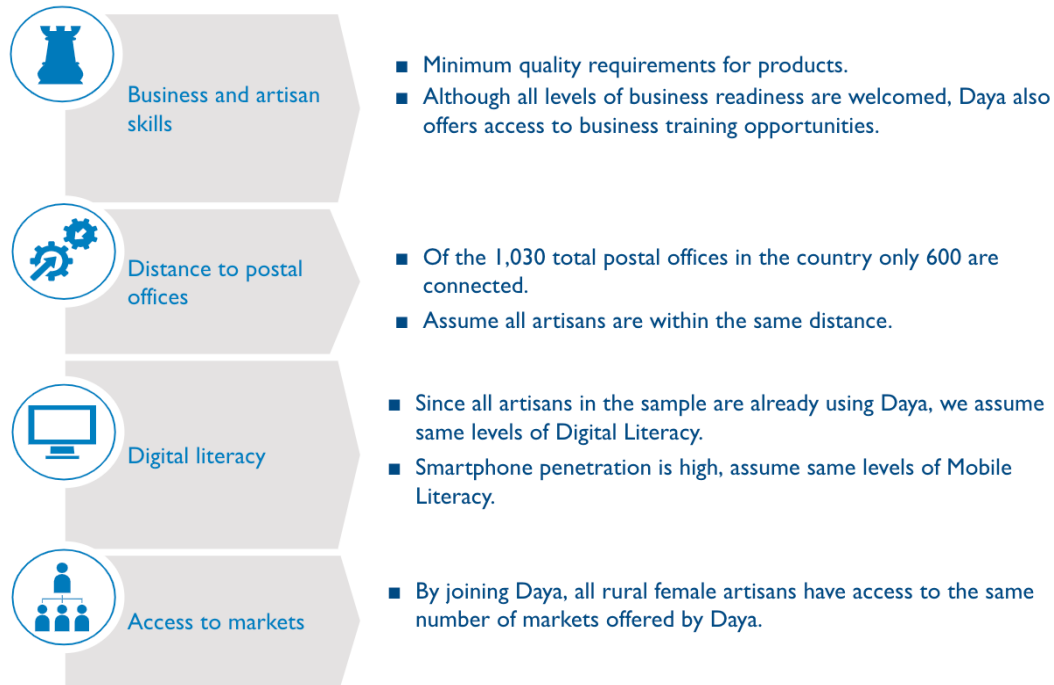 Business and artisan
skills
■ Minimum quality requirements for products.
■ Although all levels of business readiness are welcomed, Daya also
offers access to business training opportunities.
Distance to postal
offices
■ Of the 1,030 total postal offices in the country only 600 are
connected.
■ Assume all artisans are within the same distance.
Digital literacy
■ Since all artisans in the sample are already using Daya, we assume
same levels of Digital Literacy.
■ Smartphone penetration is high, assume same levels of Mobile
Literacy.
Access to markets
■ By joining Daya, all rural female artisans have access to the same
number of markets offered by Daya.